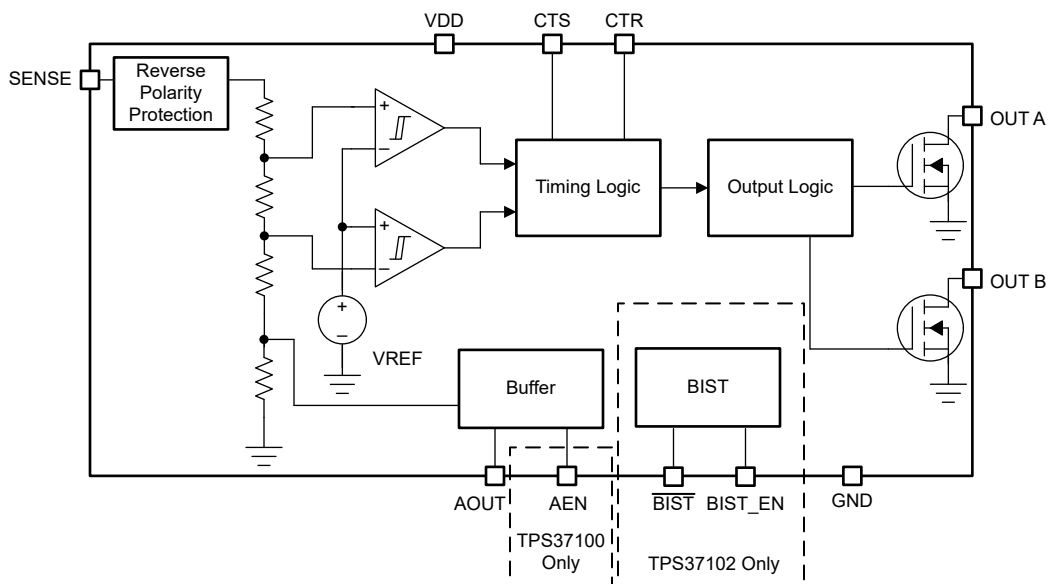 VDD
CTS
CTR
SENSE
Reverse
Polarity
Protection
+
−
+
−
Timing Logic
Output Logic
OUT A
OUT B
+
−
VREF
Buffer
BIST
AOUT
AEN
BIST
BIST_EN
GND
TPS37100
Only
TPS37102 Only